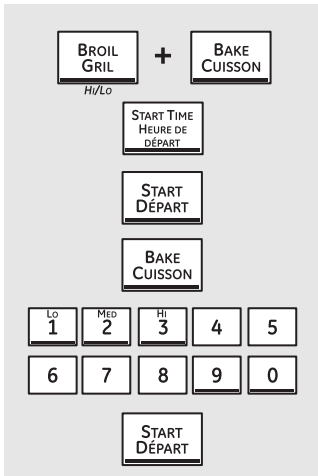 BROIL + BAKE
GRIL CUISSON
HI/LO
START TIME
HEURE DE
DÉPART
START
DÉPART
BAKE
CUISSON
LO MED HI
1 2 3 4 5
6 7 8 9 0
START
DÉPART